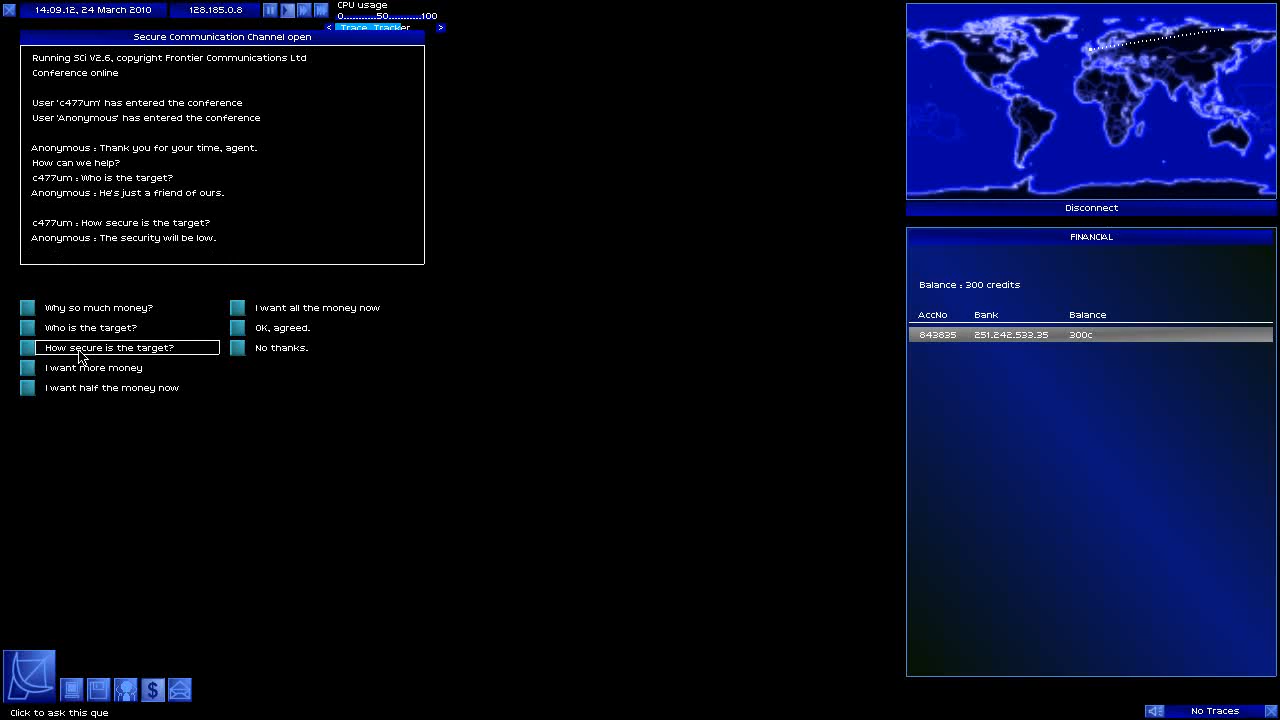 14:09.12, 24 March 2010
128.185.0.8
CPU usage
0.........50.........100
< Trace_Tracker >
Secure Communication Channel open
Running SCi V2.6, copyright Frontier Communications Ltd
Conference online
User 'c477um' has entered the conference
User 'Anonymous' has entered the conference
Anonymous : Thank you for your time, agent.
How can we help?
c477um : Who is the target?
Anonymous : He's just a friend of ours.
c477um : How secure is the target?
Anonymous : The security will be low.
Why so much money?
I want all the money now
Who is the target?
OK, agreed.
How secure is the target?
No thanks.
I want more money
I want half the money now
Disconnect
FINANCIAL
Balance : 300 credits
AccNo Bank Balance
643835 251.242.533.35 300c
$
Click to ask this que
No Traces